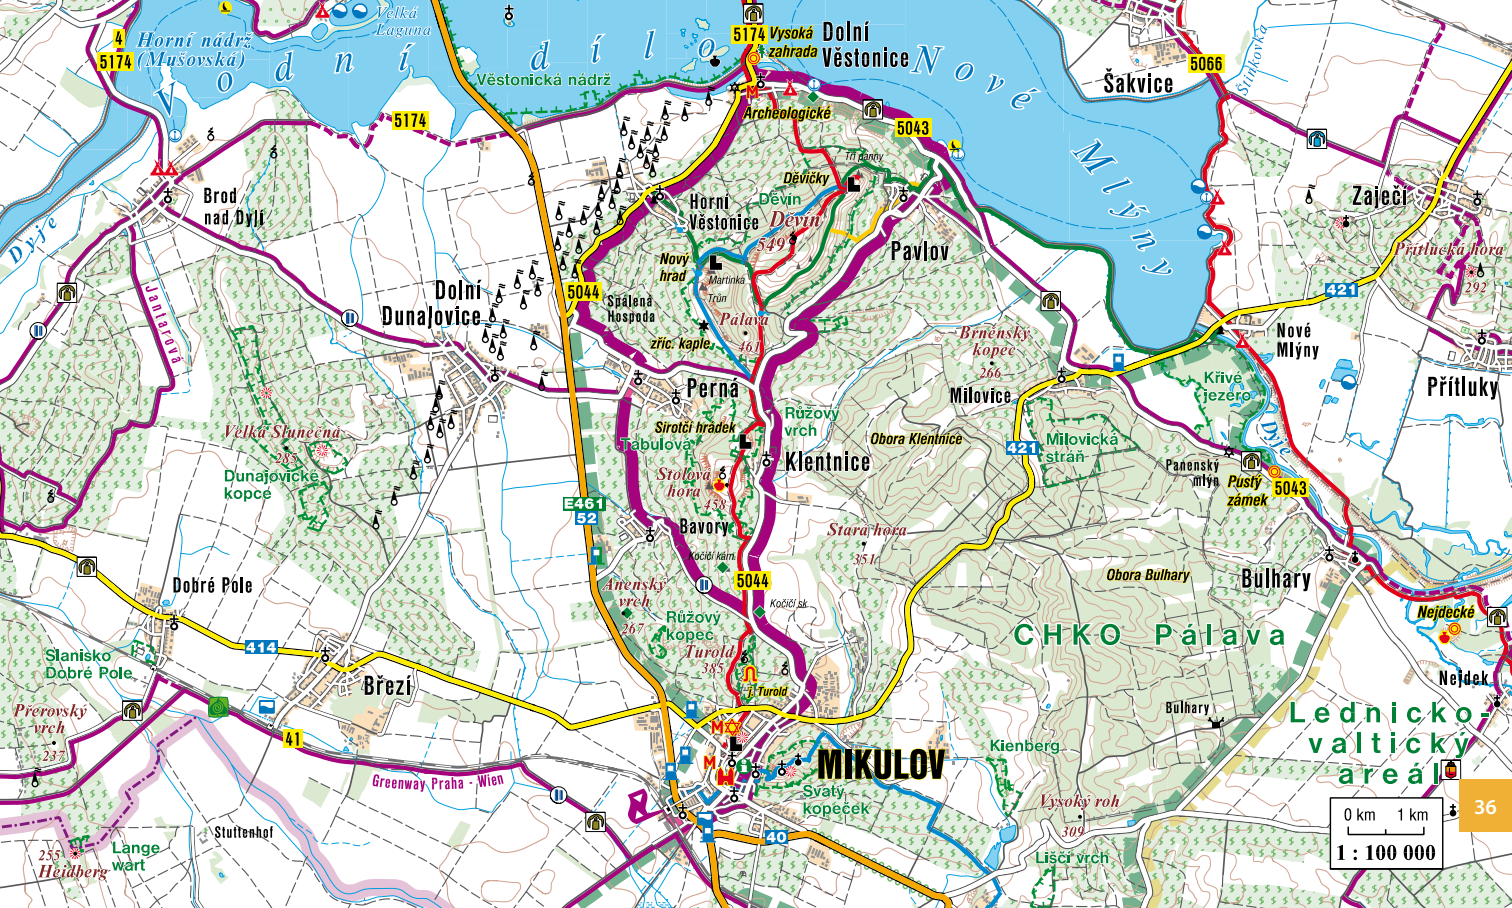 4
5174
Horní nádrž
(Mušovská)
Velká
Laguna
Vodní dílo
Nové Mlýny
Věstonická nádrž
5174
Vysoká
zahrada
Dolní
Věstonice
Šakvice
5066
Štinkovka
5174
Archeologické
5043
Brod
nad Dyjí
Dyje
Tři panny
Děvičky
Děvín
Děvín
549
Horní
Věstonice
Pavlov
Zaječí
Přítlucká hora
292
Nový
hrad
Martinka
Trůn
5044
Spálená
Hospoda
Dolní
Dunajovice
Jantarová
421
Pálava
461
zříc. kaple
Brněnský
kopec
266
Nové
Mlýny
Přítluky
Perná
Milovice
Křivé
jezero
Dyje
Růžový
vrch
Sirotčí hrádek
Tabulová
Obora Klentnice
Velká Slunečná
285
421
Milovická
stráň
Klentnice
Panenský
mlýn
Pustý
zámek
5043
Dunajovické
kopce
Stolová
hora
458
E461
52
Bavory
Stará hora
351
Kočičí kám.
5044
Kočičí sk.
Dobré Pole
Anenský
vrch
267
Obora Bulhary
Bulhary
Nejdecké
Růžový
kopec
Turold
385
j. Turold
CHKO Pálava
414
Slanisko
Dobré Pole
Březí
Nejdek
Přerovský
vrch
237
Bulhary
Lednicko-
valtický
areál
41
Kienberg
MIKULOV
Greenway Praha - Wien
Svatý
kopeček
Vysoký roh
309
36
0 km 1 km
1 : 100 000
Stuttenhof
40
255
Heidberg
Lange
wart
Liščí vrch